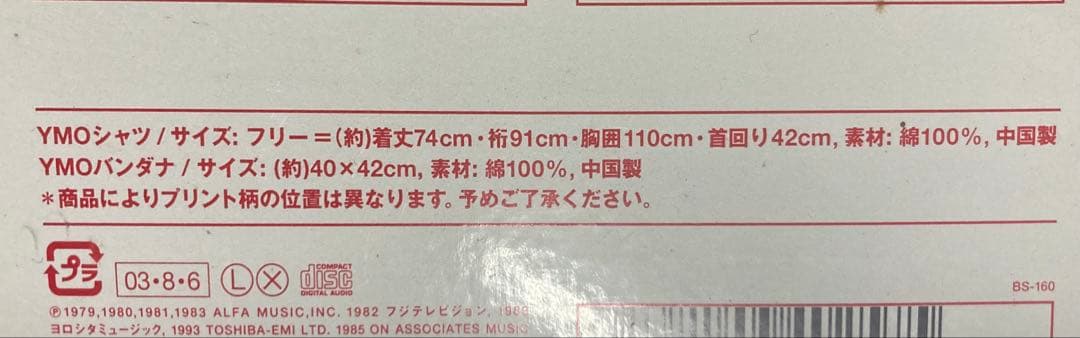 YMOシャツ / サイズ: フリー=(約)着丈74cm・裄91cm・胸囲110cm・首回り42cm, 素材: 綿100%, 中国製
YMOバンダナ / サイズ: (約)40×42cm, 素材: 綿100%, 中国製
*商品によりプリント柄の位置は異なります。予めご了承ください。
プラ
03・8・6 L X COMPACT disc DIGITAL AUDIO
BS-160
℗1979,1980,1981,1983 ALFA MUSIC,INC. 1982 フジテレビジョン,
ヨロシタミュージック, 1993 TOSHIBA-EMI LTD. 1985 ON ASSOCIATES MUSIC